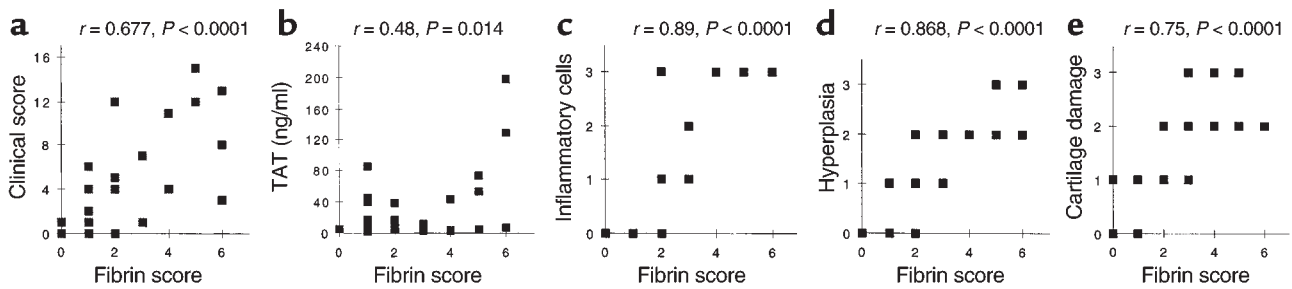 a
r = 0.677, P < 0.0001
Clinical score
16
12
8
4
0
0 2 4 6
Fibrin score
b
r = 0.48, P = 0.014
TAT (ng/ml)
240
200
160
120
80
40
0
0 2 4 6
Fibrin score
c
r = 0.89, P < 0.0001
Inflammatory cells
3
2
1
0
0 2 4 6
Fibrin score
d
r = 0.868, P < 0.0001
Hyperplasia
3
2
1
0
0 2 4 6
Fibrin score
e
r = 0.75, P < 0.0001
Cartilage damage
3
2
1
0
0 2 4 6
Fibrin score